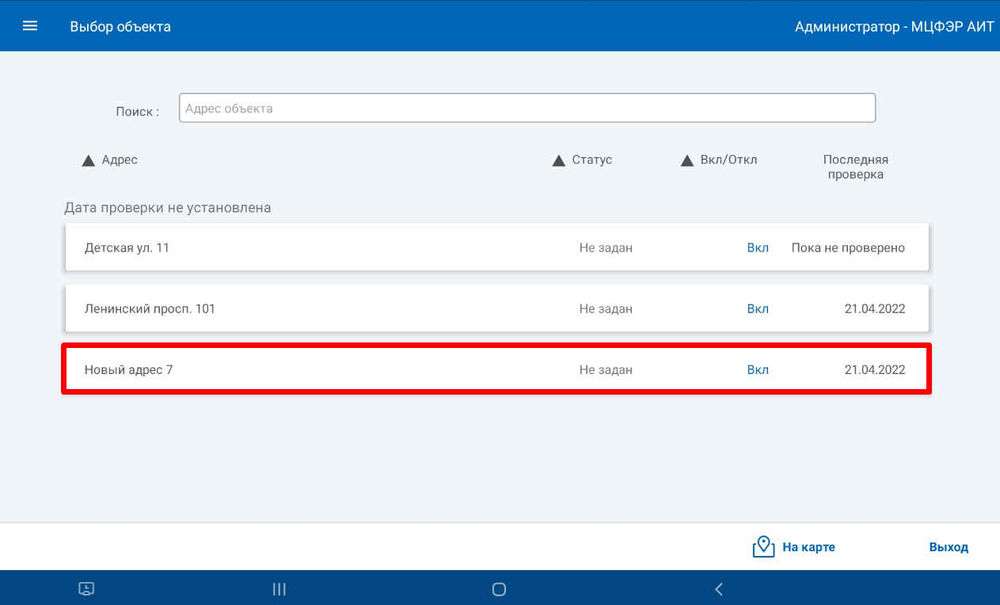 Выбор объекта
Администратор - МЦФЭР АИТ
Поиск :
Адрес объекта
Адрес
Статус
Вкл/Откл
Последняя
проверка
Дата проверки не установлена
Детская ул. 11 Не задан Вкл Пока не проверено
Ленинский просп. 101 Не задан Вкл 21.04.2022
Новый адрес 7 Не задан Вкл 21.04.2022
На карте
Выход